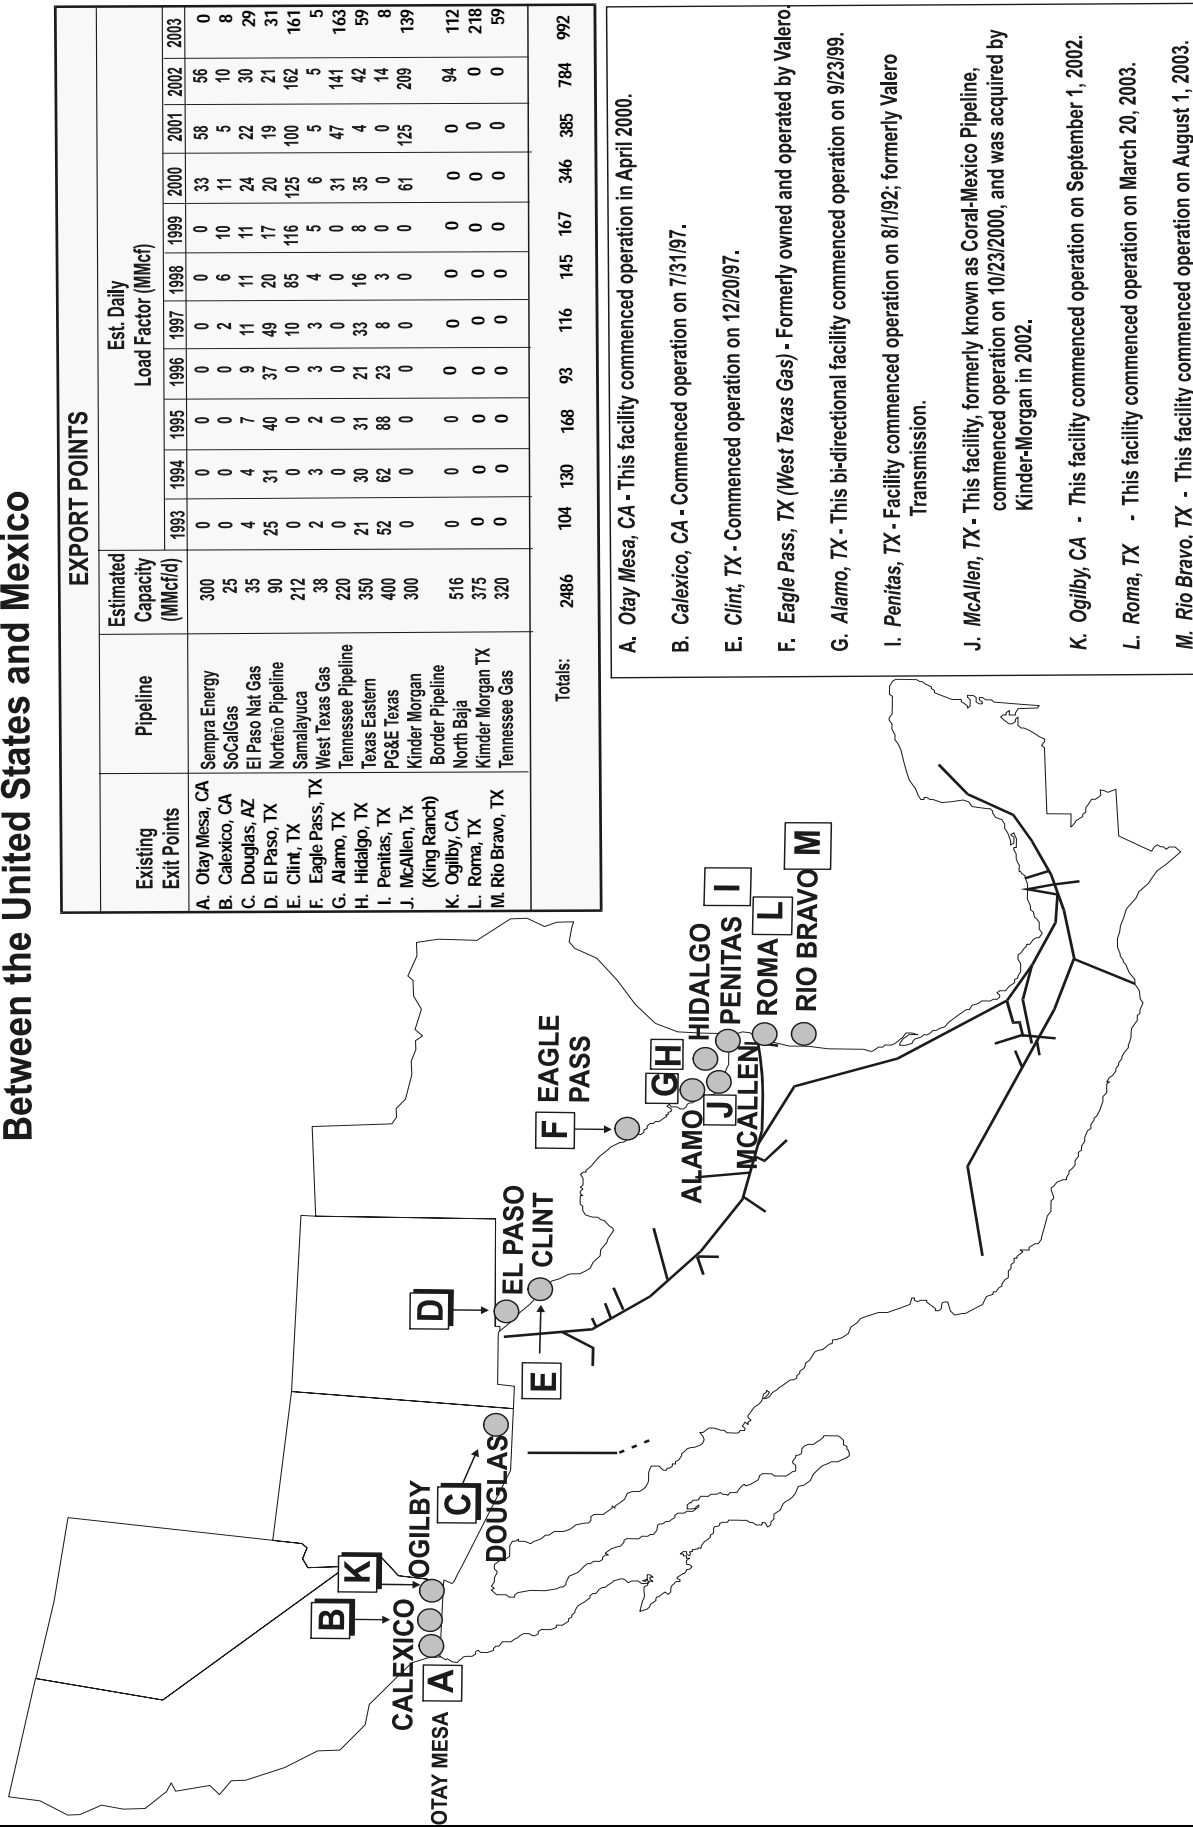 Between the United States and Mexico
EXPORT POINTS
Existing Exit Points Pipeline Estimated Capacity (MMcf/d) Est. Daily Load Factor (MMcf)
1993 1994 1995 1996 1997 1998 1999 2000 2001 2002 2003
A. Otay Mesa, CA Sempra Energy 300 0 0 0 0 0 0 0 33 58 56 0
B. Calexico, CA SoCalGas 25 0 0 0 0 2 6 10 11 5 10 8
C. Douglas, AZ El Paso Nat Gas 35 4 4 7 9 11 11 11 24 22 30 29
D. El Paso, TX Norteño Pipeline 90 25 31 40 37 49 20 17 20 19 21 31
E. Clint, TX Samalayuca 212 0 0 0 0 10 85 116 125 100 162 161
F. Eagle Pass, TX West Texas Gas 38 2 3 2 3 3 4 5 6 5 5 5
G. Alamo, TX Tennessee Pipeline 220 0 0 0 0 0 0 0 31 47 141 163
H. Hidalgo, TX Texas Eastern 350 21 30 31 21 33 16 8 35 4 42 59
I. Penitas, TX PG&E Texas 400 52 62 88 23 8 3 0 0 0 14 8
J. McAllen, Tx Kinder Morgan 300 0 0 0 0 0 0 0 61 125 209 139
(King Ranch) Border Pipeline
K. Ogilby, CA North Baja 516 0 0 0 0 0 0 0 0 0 94 112
L. Roma, TX Kimder Morgan TX 375 0 0 0 0 0 0 0 0 0 0 218
M. Rio Bravo, TX Tennessee Gas 320 0 0 0 0 0 0 0 0 0 0 59
Totals: 2486 104 130 168 93 116 145 167 346 385 784 992
A. Otay Mesa, CA - This facility commenced operation in April 2000.
B. Calexico, CA - Commenced operation on 7/31/97.
E. Clint, TX - Commenced operation on 12/20/97.
F. Eagle Pass, TX (West Texas Gas) - Formerly owned and operated by Valero.
G. Alamo, TX - This bi-directional facility commenced operation on 9/23/99.
I. Penitas, TX - Facility commenced operation on 8/1/92; formerly Valero
Transmission.
J. McAllen, TX - This facility, formerly known as Coral-Mexico Pipeline,
commenced operation on 10/23/2000, and was acquired by
Kinder-Morgan in 2002.
K. Ogilby, CA - This facility commenced operation on September 1, 2002.
L. Roma, TX - This facility commenced operation on March 20, 2003.
M. Rio Bravo, TX - This facility commenced operation on August 1, 2003.
B
K
CALEXICO
OGILBY
OTAY MESA
A
C
DOUGLAS
D
EL PASO
CLINT
E
F
EAGLE
PASS
G
H
HIDALGO
ALAMO
J
PENITAS
I
MCALLEN
ROMA
L
RIO BRAVO
M